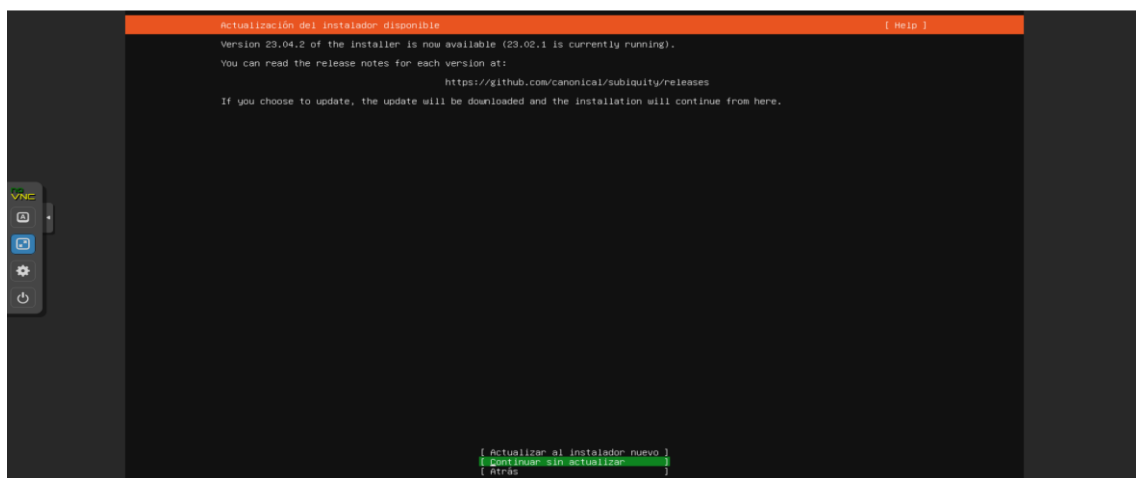 Actualización del instalador disponible [ Help ]
Version 23.04.2 of the installer is now available (23.02.1 is currently running).
You can read the release notes for each version at:
https://github.com/canonical/subiquity/releases
If you choose to update, the update will be downloaded and the installation will continue from here.
VNC
A
[ Actualizar al instalador nuevo ]
[ Continuar sin actualizar ]
[ Atrás ]